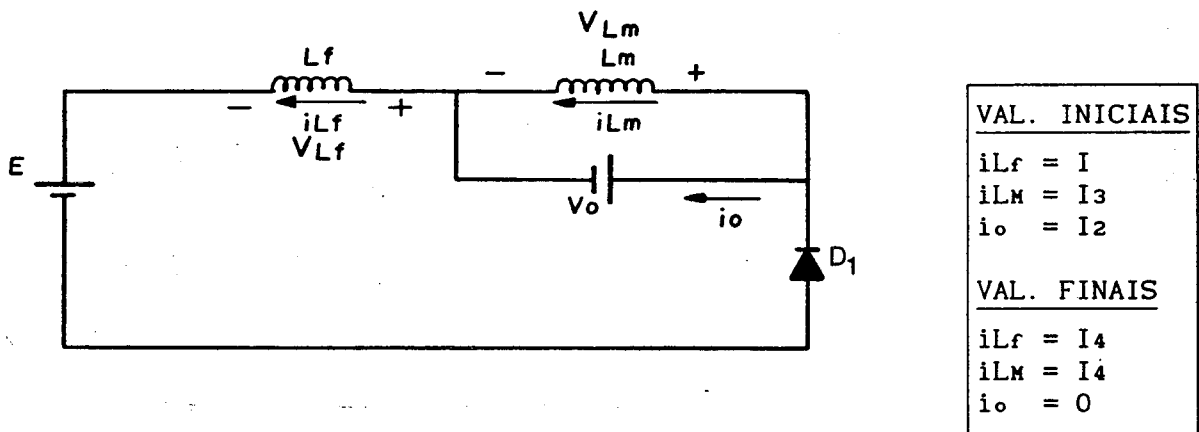 VLm
Lf
Lm
−
+
−
+
iLf
VLf
iLm
E
Vo
io
D1
VAL. INICIAIS
iLf = I
iLM = I3
io = I2
VAL. FINAIS
iLf = I4
iLM = I4
io = 0